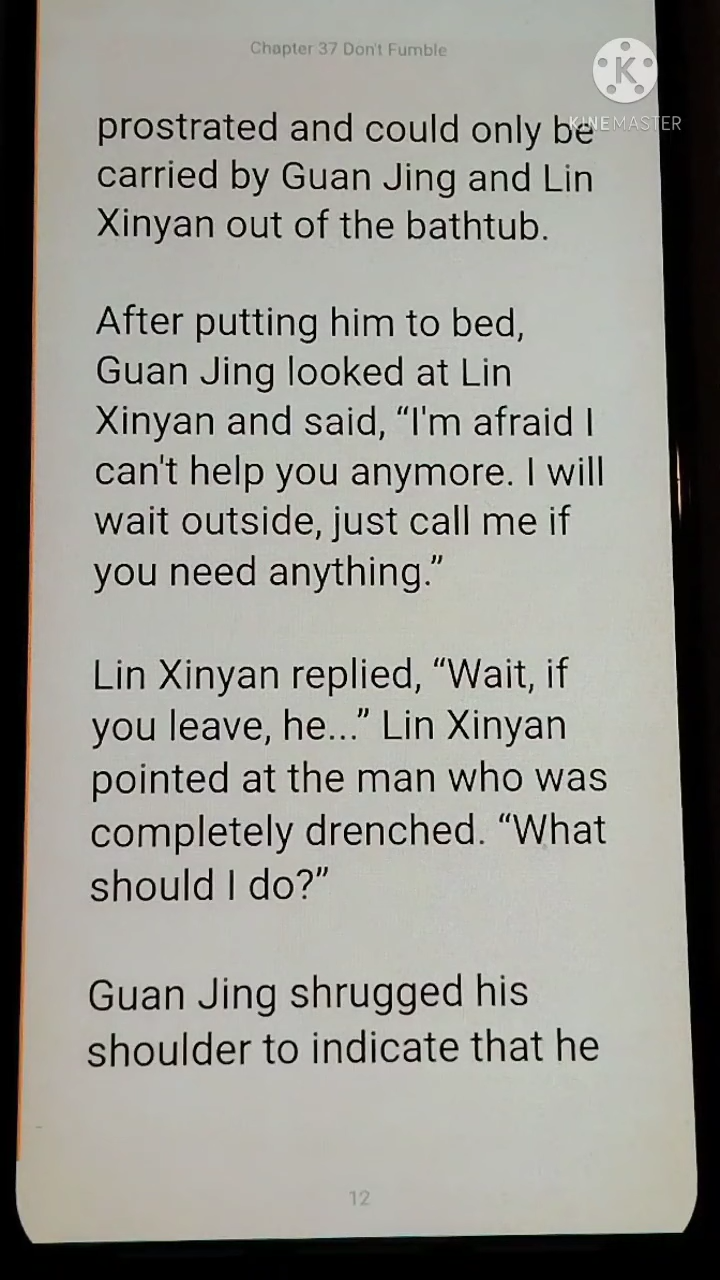 Chapter 37 Don't Fumble
K
KINEMASTER
prostrated and could only be
carried by Guan Jing and Lin
Xinyan out of the bathtub.
After putting him to bed,
Guan Jing looked at Lin
Xinyan and said, “I'm afraid I
can't help you anymore. I will
wait outside, just call me if
you need anything.”
Lin Xinyan replied, “Wait, if
you leave, he...” Lin Xinyan
pointed at the man who was
completely drenched. “What
should I do?”
Guan Jing shrugged his
shoulder to indicate that he
12